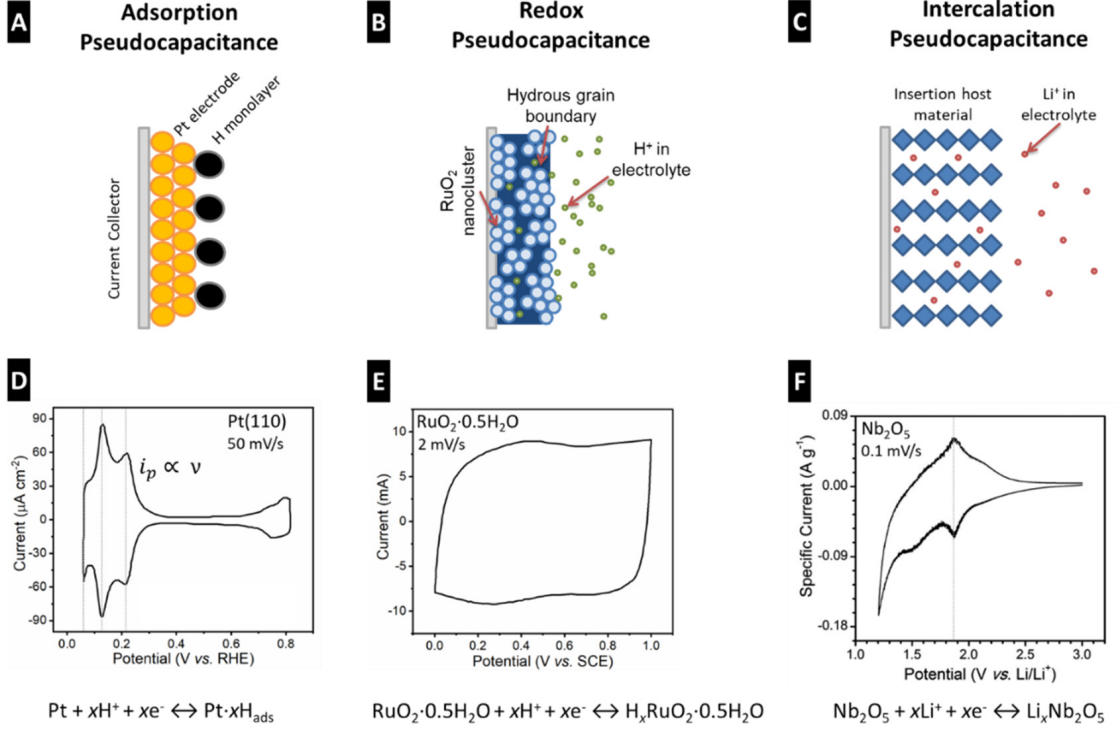 A
Adsorption
Pseudocapacitance
Pt electrode
H monolayer
Current Collector
B
Redox
Pseudocapacitance
Hydrous grain
boundary
H⁺ in
electrolyte
RuO₂
nanocluster
C
Intercalation
Pseudocapacitance
Insertion host
material
Li⁺ in
electrolyte
D
Pt(110)
50 mV/s
iₚ ∝ ν
90
60
30
0
-30
-60
-90
Current (μA cm⁻²)
0.0 0.2 0.4 0.6 0.8
Potential (V vs. RHE)
Pt + xH⁺ + xe⁻ ↔ Pt·xH_ads
E
RuO₂·0.5H₂O
2 mV/s
10
5
0
-5
-10
Current (mA)
0.0 0.2 0.4 0.6 0.8 1.0
Potential (V vs. SCE)
RuO₂·0.5H₂O + xH⁺ + xe⁻ ↔ HₓRuO₂·0.5H₂O
F
Nb₂O₅
0.1 mV/s
0.09
0.00
-0.09
-0.18
Specific Current (A g⁻¹)
1.0 1.5 2.0 2.5 3.0
Potential (V vs. Li/Li⁺)
Nb₂O₅ + xLi⁺ + xe⁻ ↔ LiₓNb₂O₅